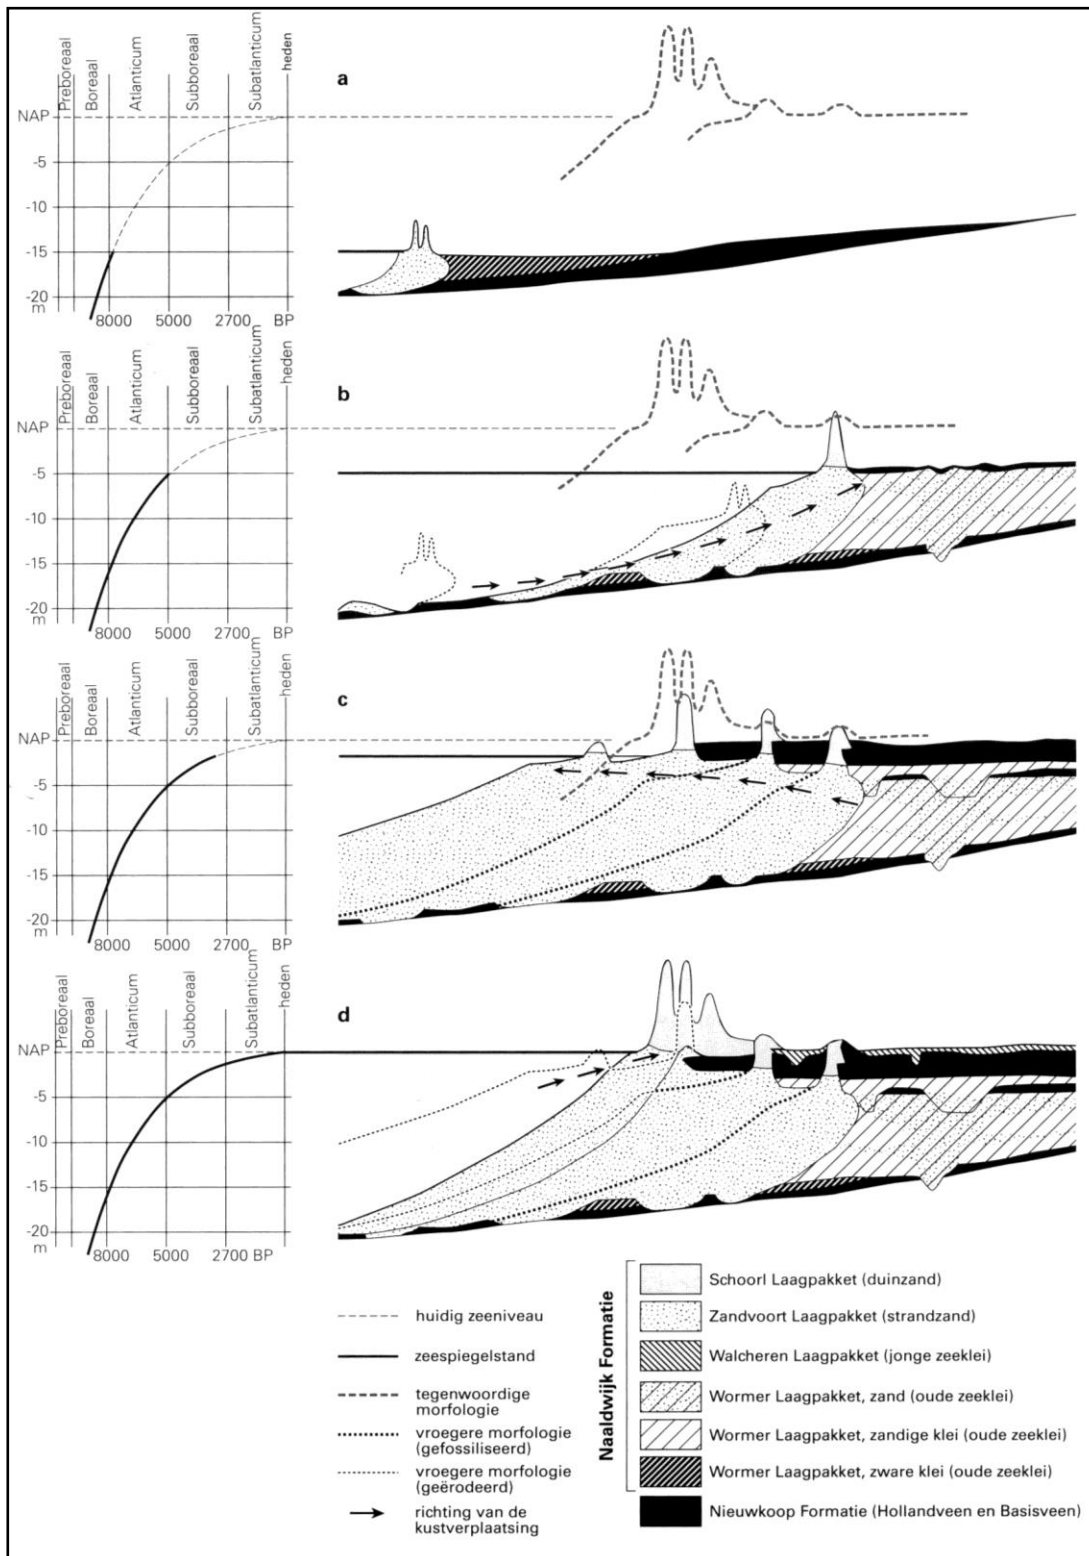 Preboreaal
Boreaal
Atlanticum
Subboreaal
Subatlanticum
heden
a
NAP
-5
-10
-15
-20
m
8000 5000 2700 BP
Preboreaal
Boreaal
Atlanticum
Subboreaal
Subatlanticum
heden
b
NAP
-5
-10
-15
-20
m
8000 5000 2700 BP
Preboreaal
Boreaal
Atlanticum
Subboreaal
Subatlanticum
heden
c
NAP
-5
-10
-15
-20
m
8000 5000 2700 BP
Preboreaal
Boreaal
Atlanticum
Subboreaal
Subatlanticum
heden
d
NAP
-5
-10
-15
-20
m
8000 5000 2700 BP
huidig zeeniveau
zeespiegelstand
tegenwoordige
morfologie
vroegere morfologie
(gefossiliseerd)
vroegere morfologie
(geërodeerd)
richting van de
kustverplaatsing
Naaldwijk Formatie
Schoorl Laagpakket (duinzand)
Zandvoort Laagpakket (strandzand)
Walcheren Laagpakket (jonge zeeklei)
Wormer Laagpakket, zand (oude zeeklei)
Wormer Laagpakket, zandige klei (oude zeeklei)
Wormer Laagpakket, zware klei (oude zeeklei)
Nieuwkoop Formatie (Hollandveen en Basisveen)